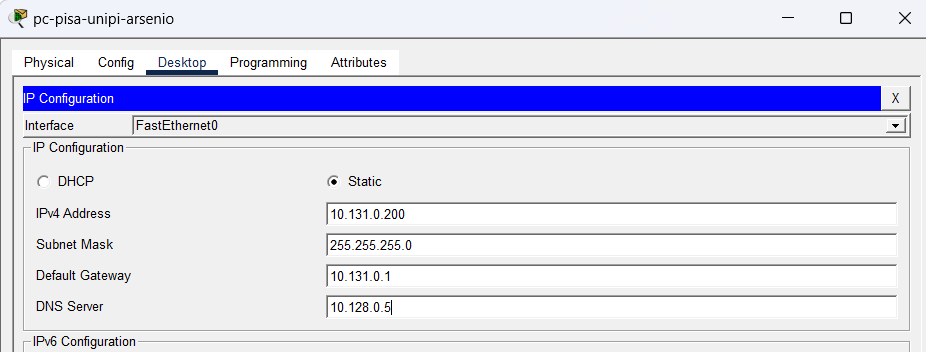 pc-pisa-unipi-arsenio
Physical Config Desktop Programming Attributes
IP Configuration X
Interface FastEthernet0
IP Configuration
DHCP Static
IPv4 Address 10.131.0.200
Subnet Mask 255.255.255.0
Default Gateway 10.131.0.1
DNS Server 10.128.0.5
IPv6 Configuration